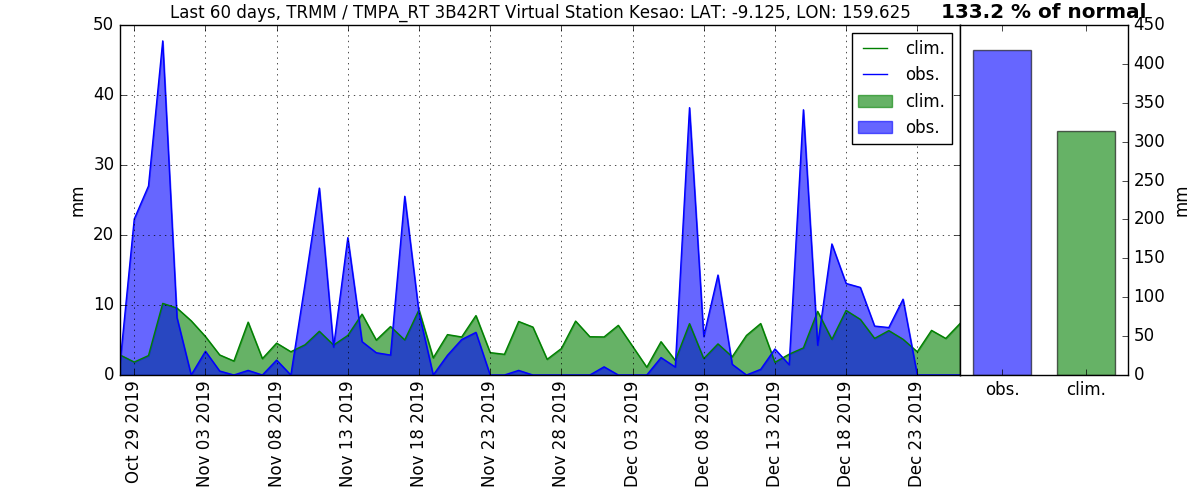 Last 60 days, TRMM / TMPA_RT 3B42RT Virtual Station Kesao: LAT: -9.125, LON: 159.625
133.2 % of normal
50
40
30
20
10
0
mm
clim.
obs.
clim.
obs.
Oct 29 2019
Nov 03 2019
Nov 08 2019
Nov 13 2019
Nov 18 2019
Nov 23 2019
Nov 28 2019
Dec 03 2019
Dec 08 2019
Dec 13 2019
Dec 18 2019
Dec 23 2019
450
400
350
300
250
200
150
100
50
0
mm
obs.
clim.